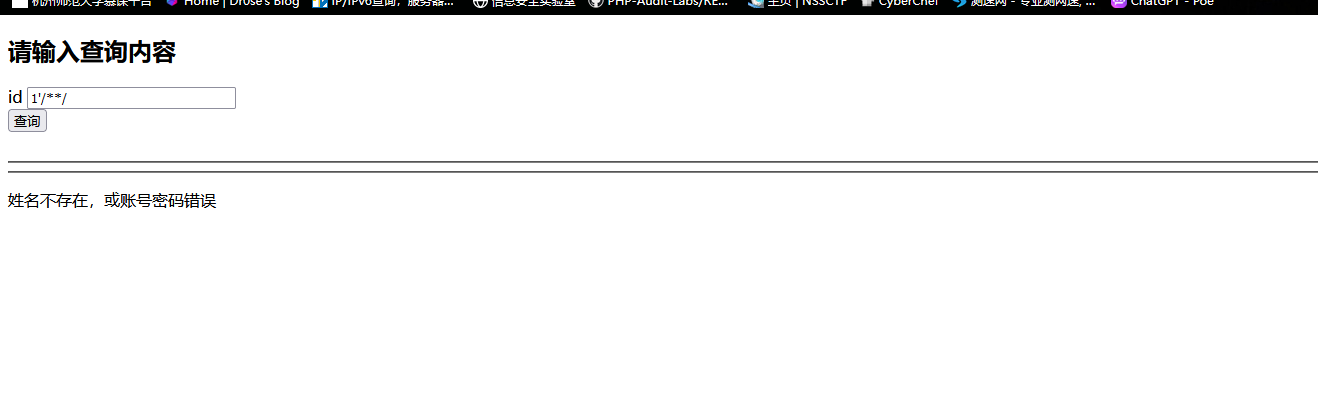 杭州师范大学慕课平台 Home | Dr0se's Blog IP/IPv6查询，服务器... 信息安全实验室 PHP-Audit-Labs/RE... 主页 | NSSCTF CyberChef 测速网 - 专业测网速, ... ChatGPT - Poe
请输入查询内容
id 1'/**/
查询
姓名不存在，或账号密码错误